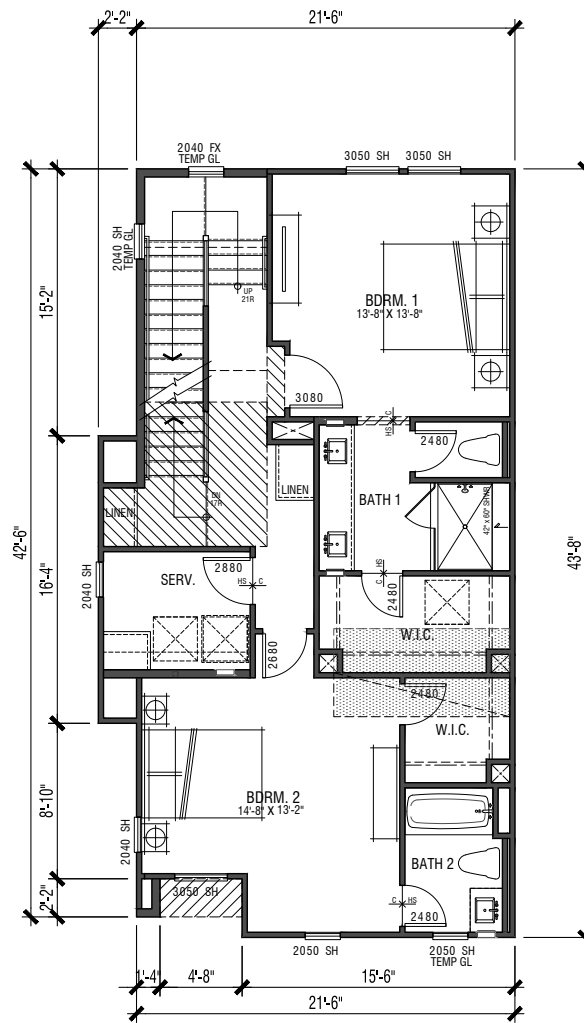 2'-2"
21'-6"
2040 FX
TEMP GL
3050 SH
3050 SH
2040 SH
TEMP GL
15'-2"
UP
21R
BDRM. 1
13'-8" X 13'-8"
3080
HS
C
2480
LINEN
BATH 1
42" x 60" SHWR
DN
17R
LINEN
42'-6"
43'-8"
16'-4"
2040 SH
SERV.
2880
HS
C
C
HS
2480
W.I.C.
2680
2480
W.I.C.
BDRM. 2
14'-8" X 13'-2"
8'-10"
2040 SH
BATH 2
3050 SH
2'-2"
C
HS
2480
2050 SH
2050 SH
TEMP GL
1'-4"
4'-8"
15'-6"
21'-6"